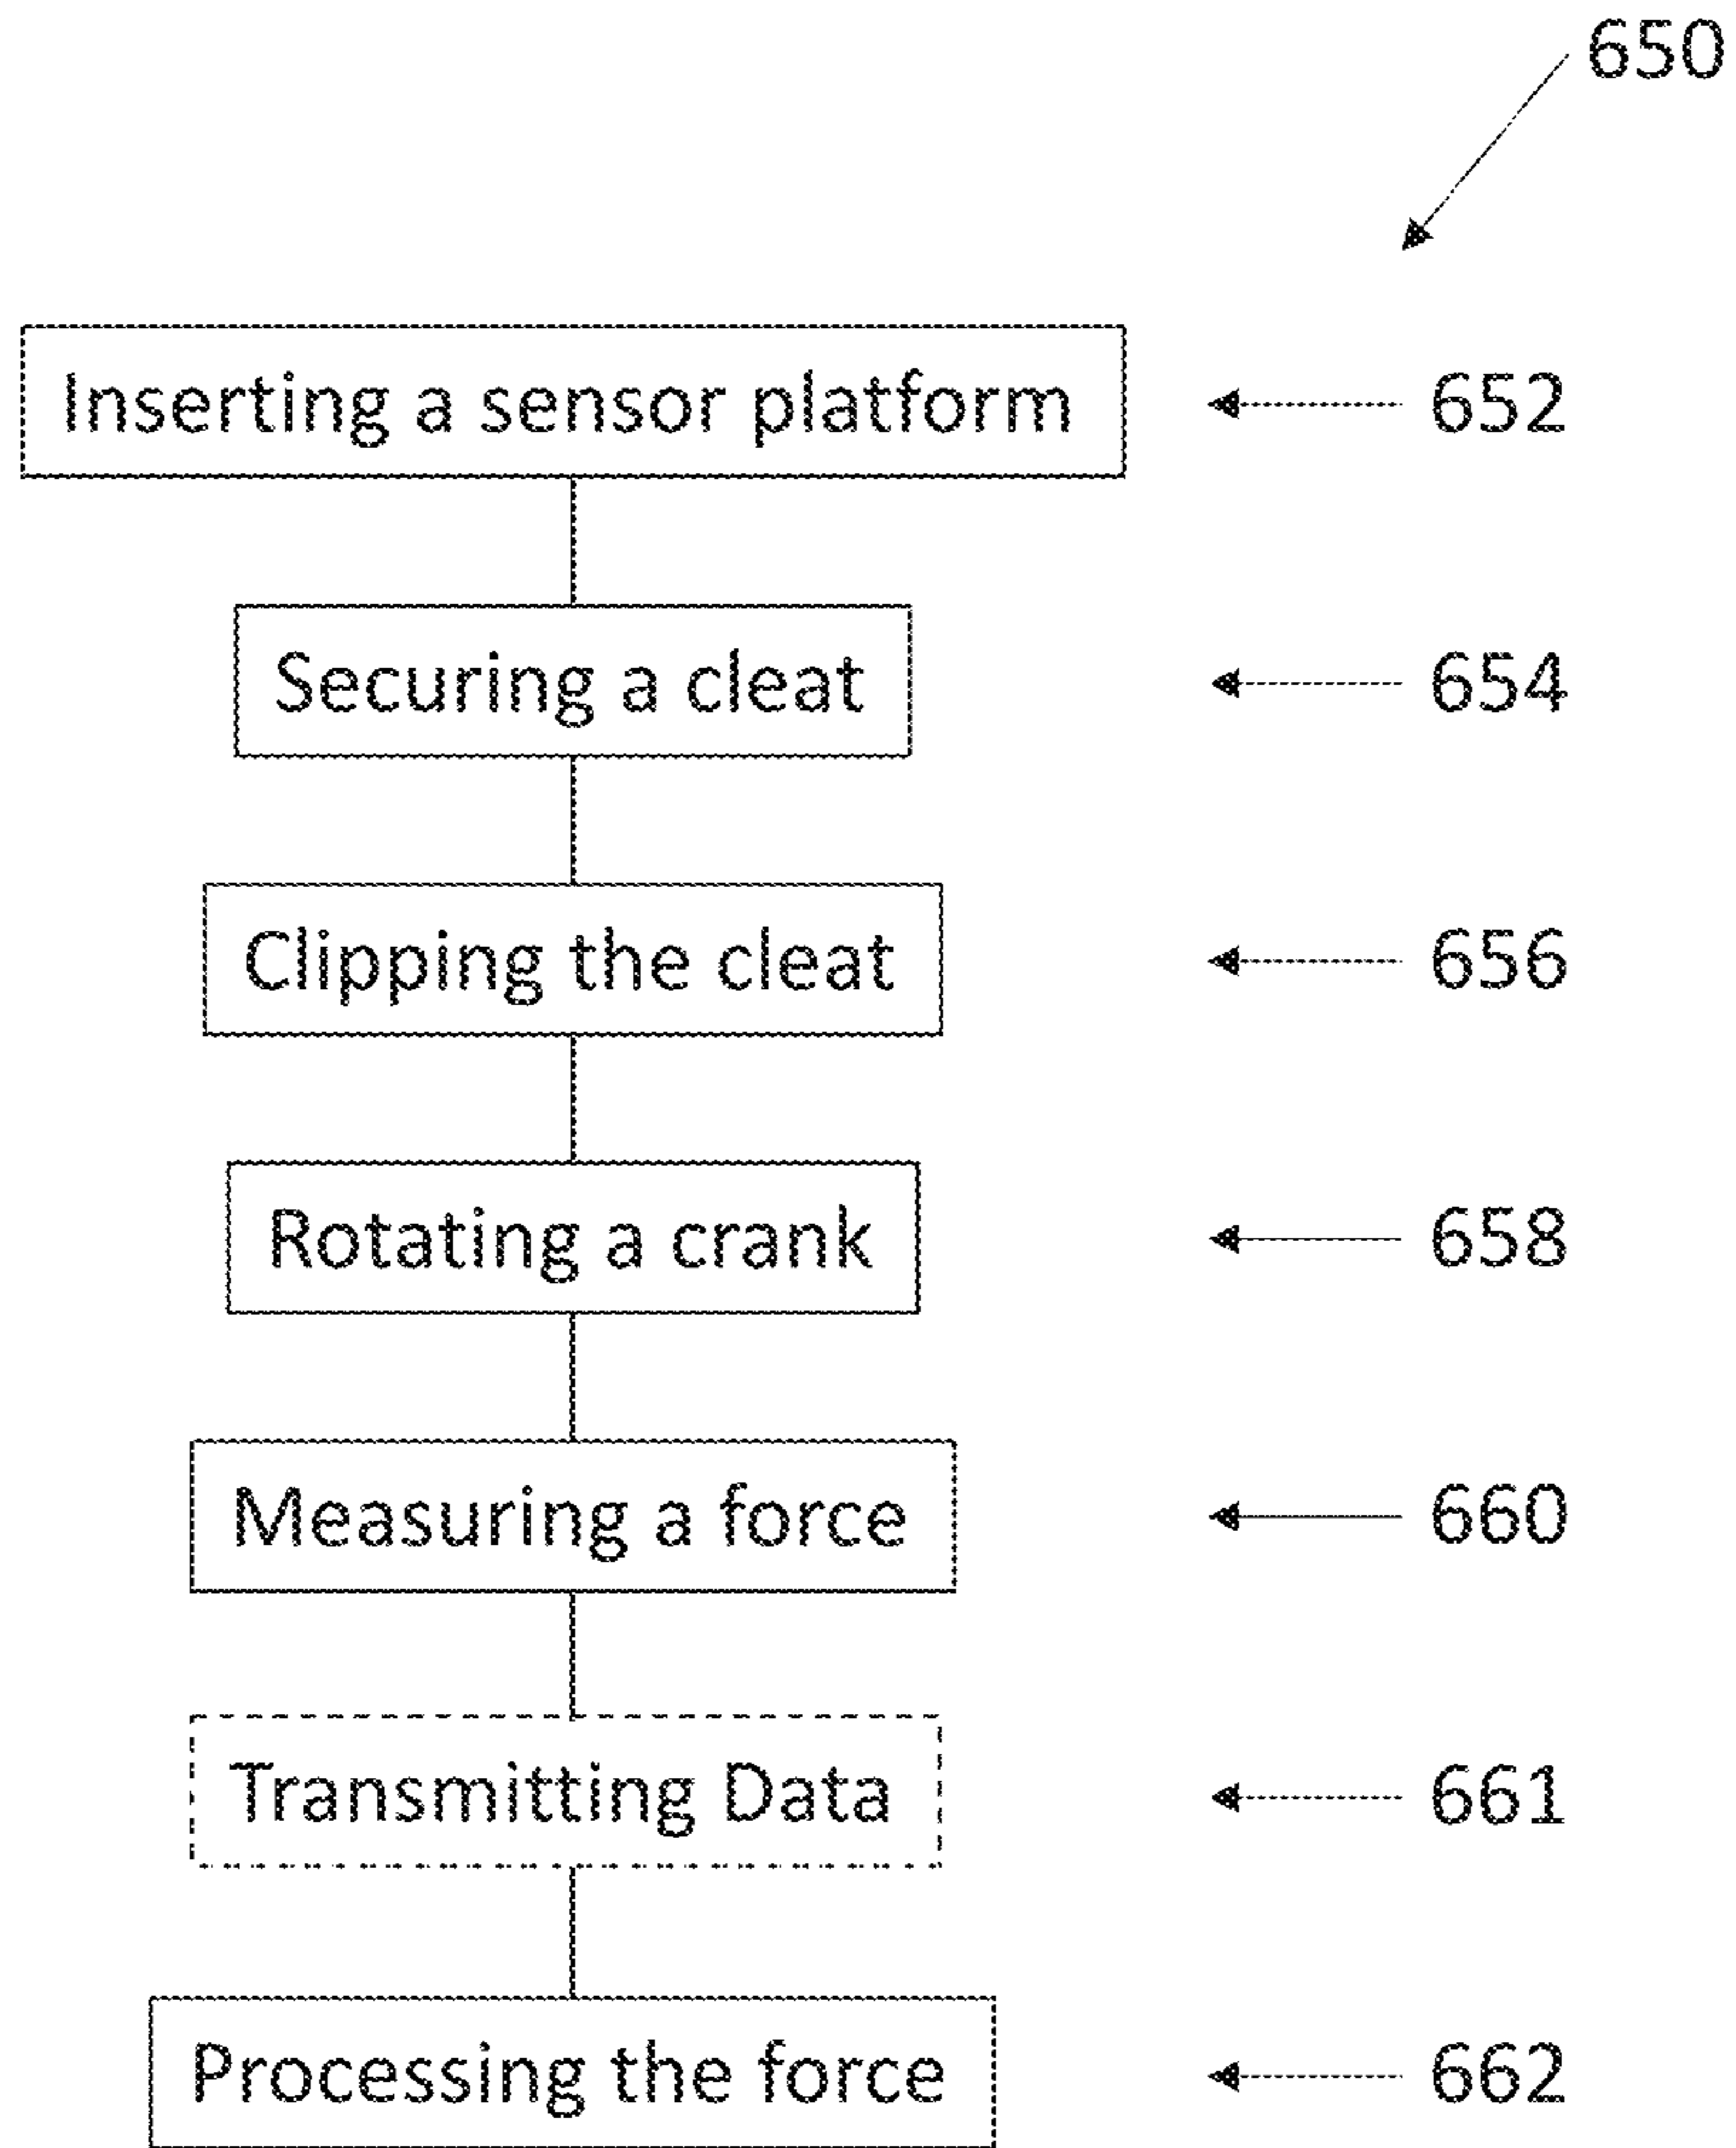 650
Inserting a sensor platform 652
Securing a cleat 654
Clipping the cleat 656
Rotating a crank 658
Measuring a force 660
Transmitting Data 661
Processing the force 662